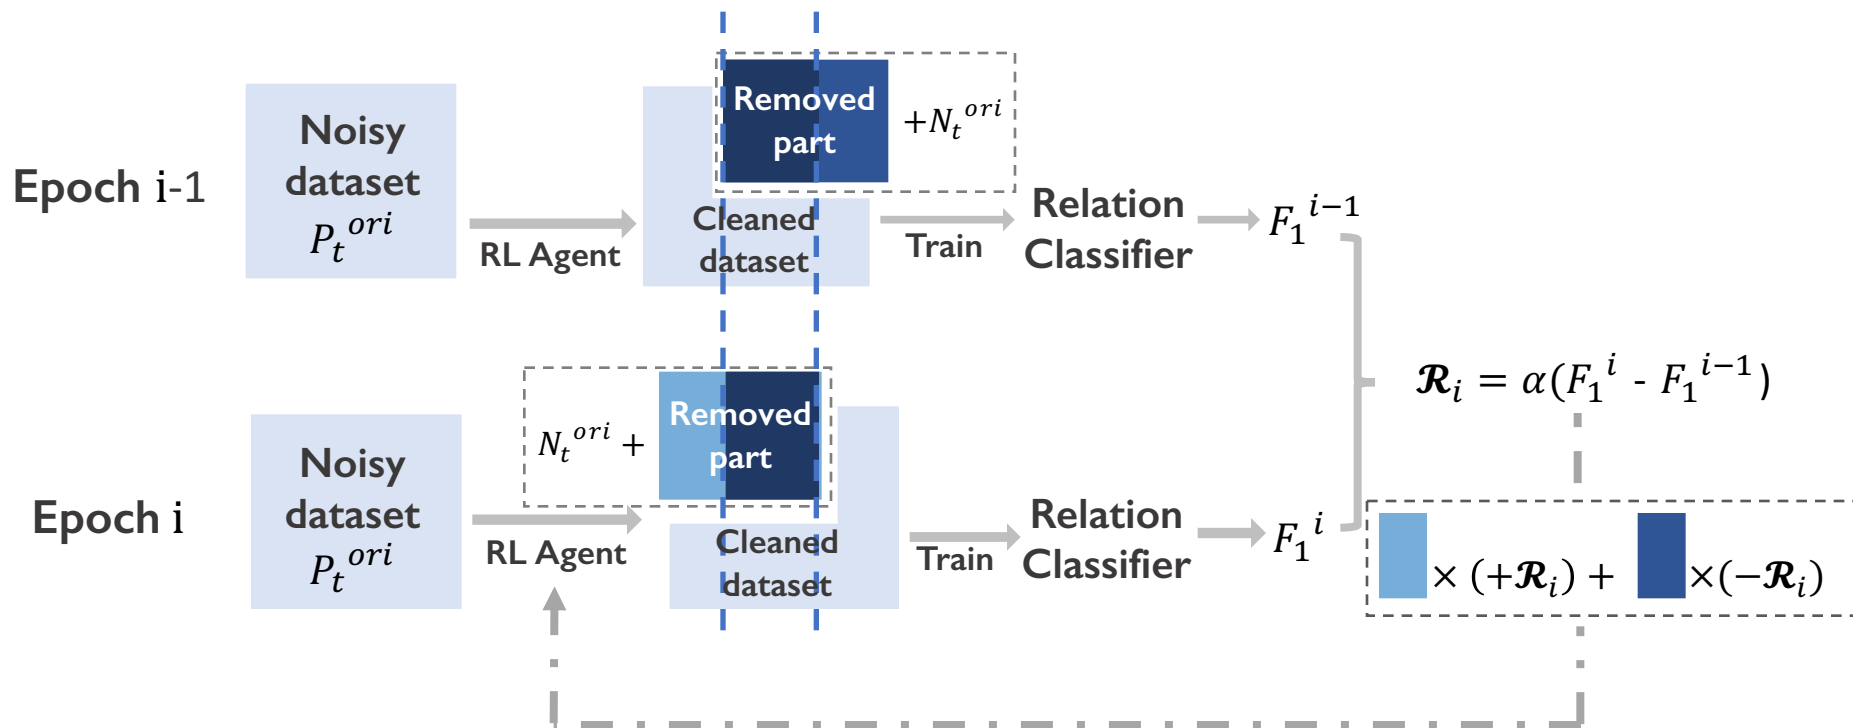 Epoch i-1
Noisy
dataset
P_t^{ori}
RL Agent
Removed
part
+N_t^{ori}
Cleaned
dataset
Train
Relation
Classifier
F_1^{i-1}
Epoch i
Noisy
dataset
P_t^{ori}
RL Agent
N_t^{ori} +
Removed
part
Cleaned
dataset
Train
Relation
Classifier
F_1^{i}
ℛ_i = α(F_1^{i} - F_1^{i-1})
× (+ℛ_i) + ×(−ℛ_i)